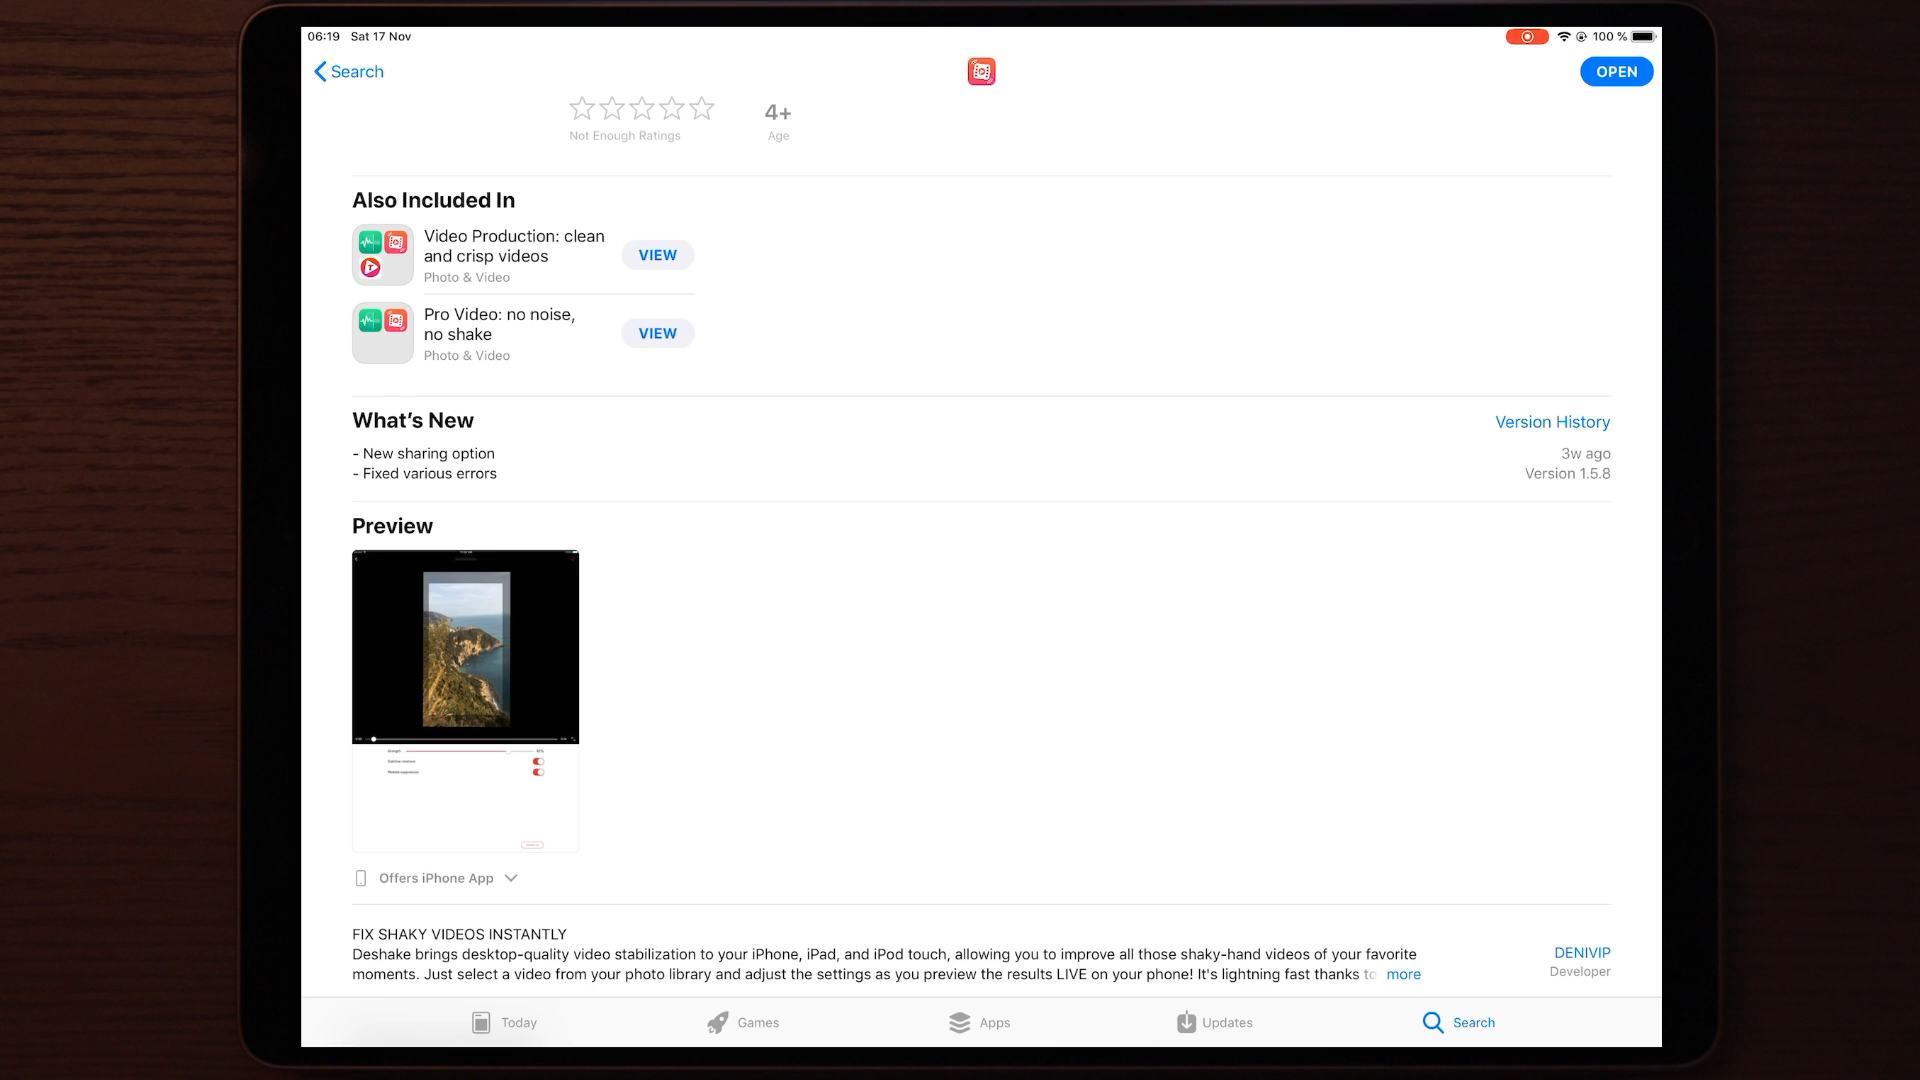 06:19 Sat 17 Nov
100 %
Search
OPEN
Not Enough Ratings
4+
Age
Also Included In
Video Production: clean
and crisp videos
Photo & Video
VIEW
Pro Video: no noise,
no shake
Photo & Video
VIEW
What's New
Version History
- New sharing option
- Fixed various errors
3w ago
Version 1.5.8
Preview
Strength
Offers iPhone App
FIX SHAKY VIDEOS INSTANTLY
Deshake brings desktop-quality video stabilization to your iPhone, iPad, and iPod touch, allowing you to improve all those shaky-hand videos of your favorite
moments. Just select a video from your photo library and adjust the settings as you preview the results LIVE on your phone! It's lightning fast thanks to more
DENIVIP
Developer
Today
Games
Apps
Updates
Search